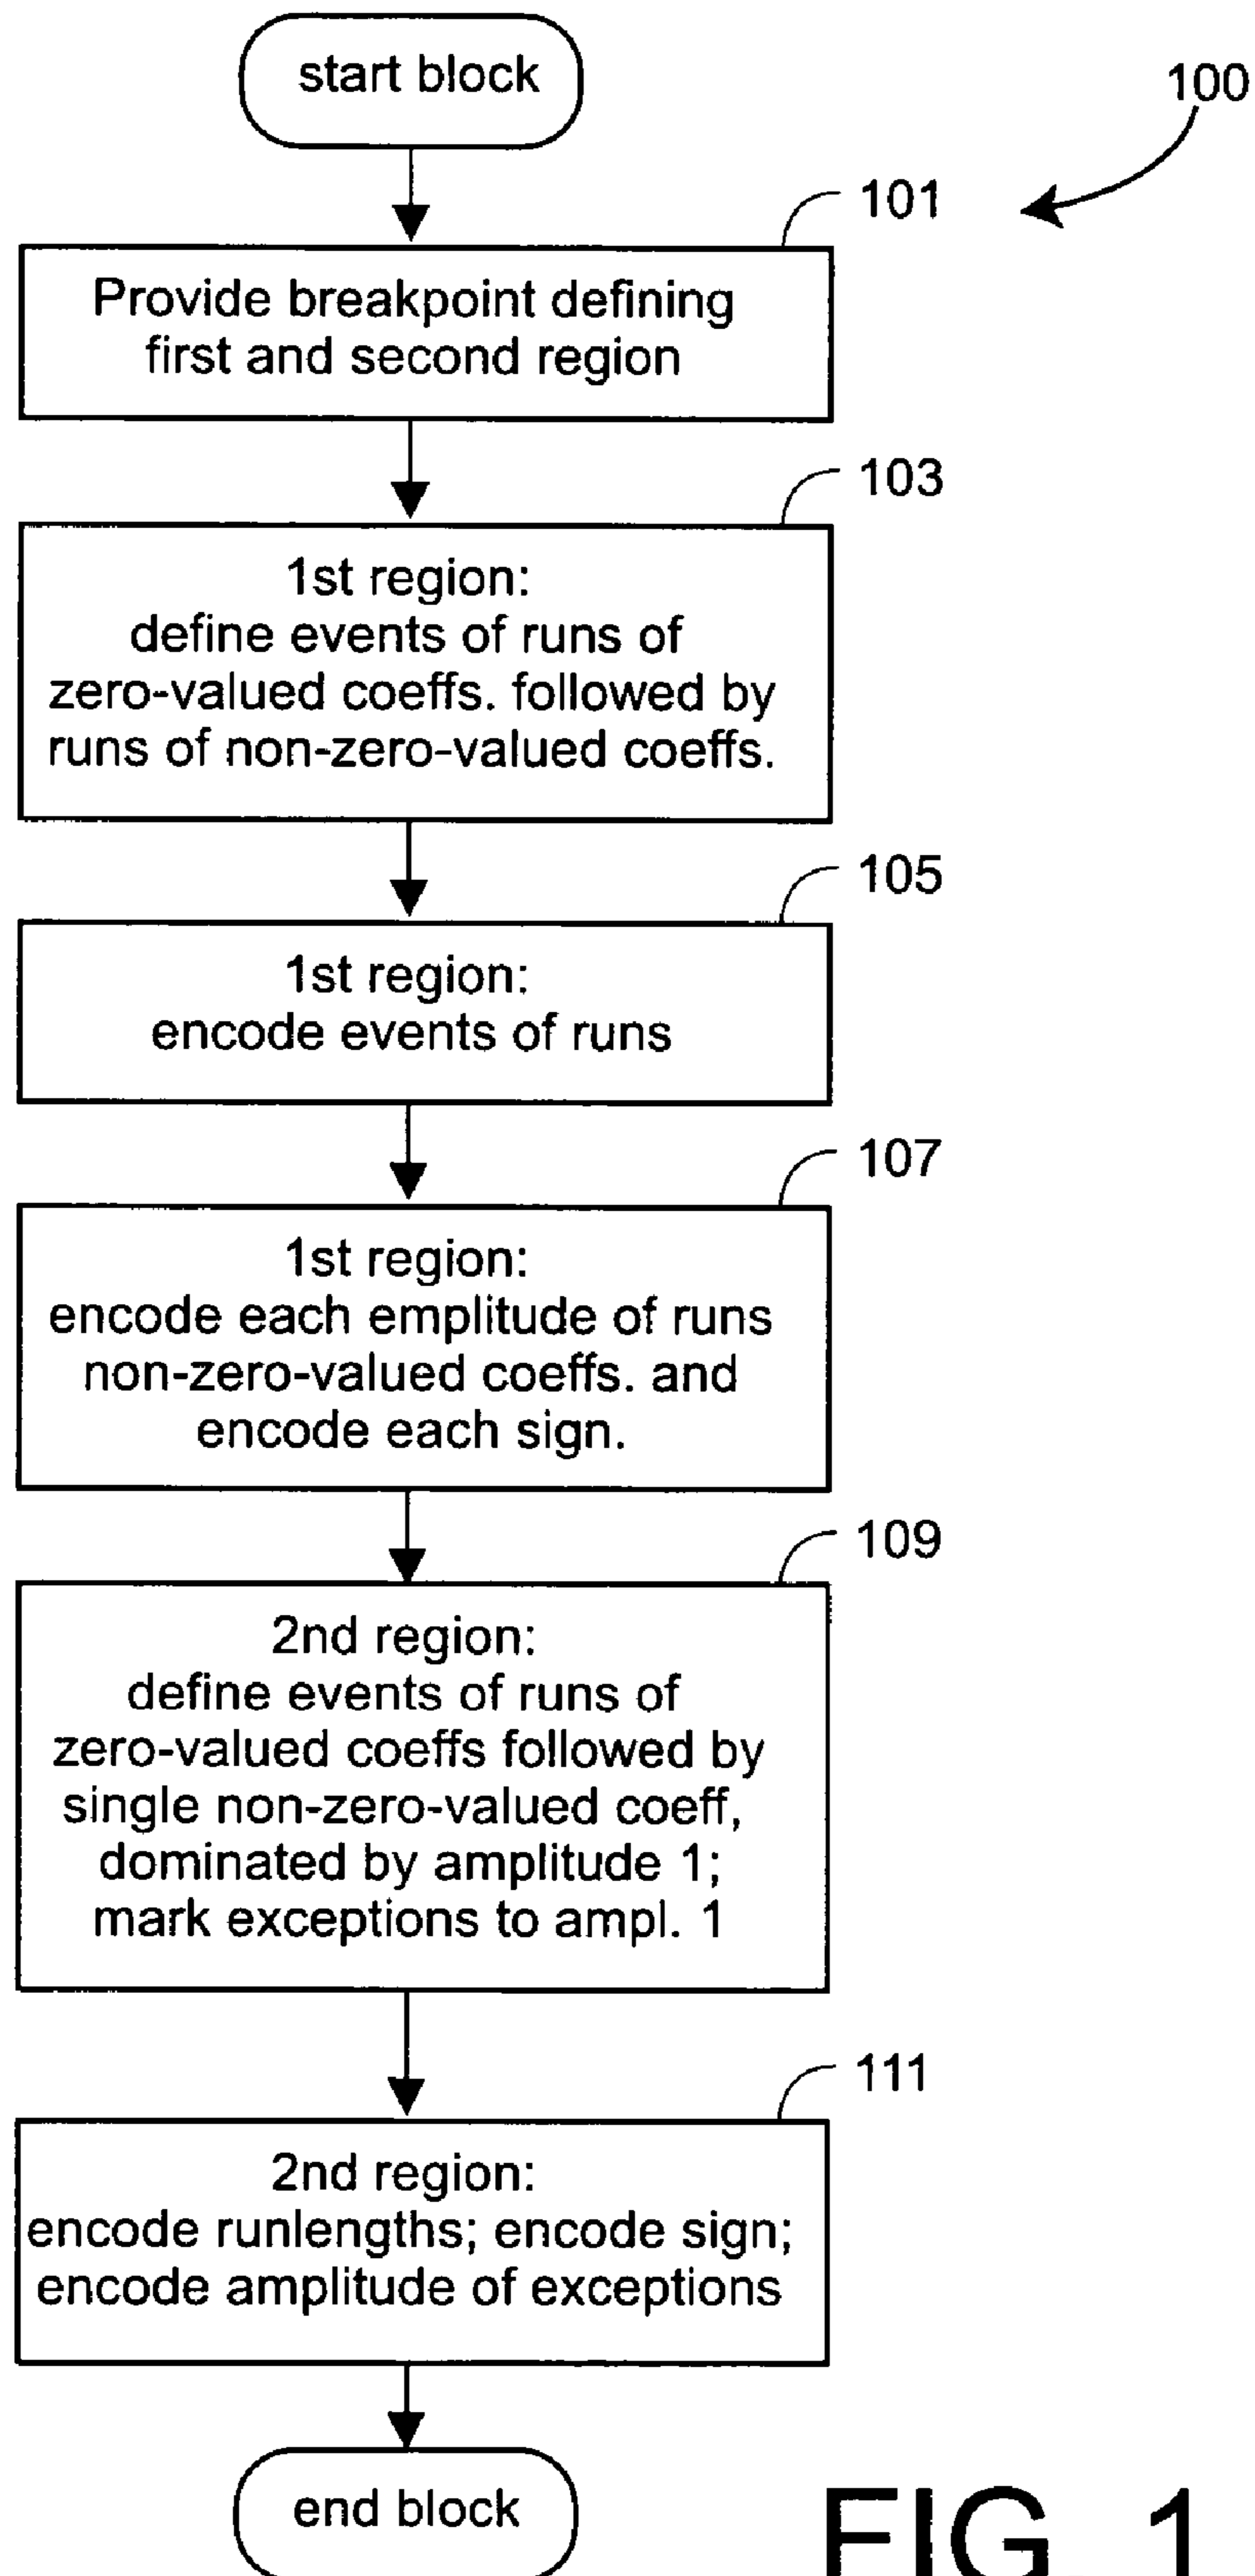 start block
100
101
Provide breakpoint defining
first and second region
103
1st region:
define events of runs of
zero-valued coeffs. followed by
runs of non-zero-valued coeffs.
105
1st region:
encode events of runs
107
1st region:
encode each emplitude of runs
non-zero-valued coeffs. and
encode each sign.
109
2nd region:
define events of runs of
zero-valued coeffs followed by
single non-zero-valued coeff,
dominated by amplitude 1;
mark exceptions to ampl. 1
111
2nd region:
encode runlengths; encode sign;
encode amplitude of exceptions
end block
FIG. 1